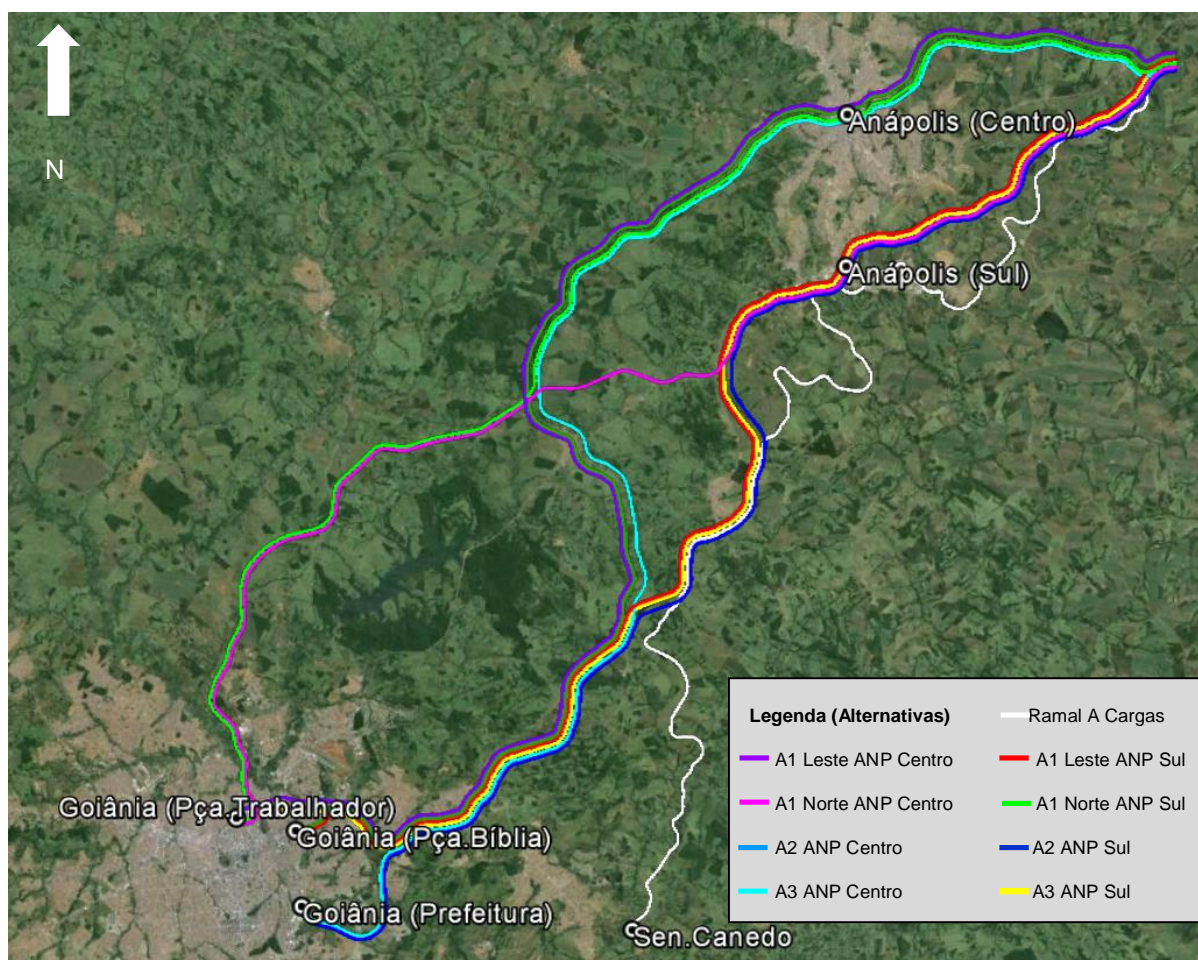 N
Anápolis (Centro)
Anápolis (Sul)
Goiânia (Pça.Trabalhador)
Goiânia (Pça.Bíblia)
Goiânia (Prefeitura)
Sen.Canedo
Legenda (Alternativas)
Ramal A Cargas
A1 Leste ANP Centro
A1 Leste ANP Sul
A1 Norte ANP Centro
A1 Norte ANP Sul
A2 ANP Centro
A2 ANP Sul
A3 ANP Centro
A3 ANP Sul